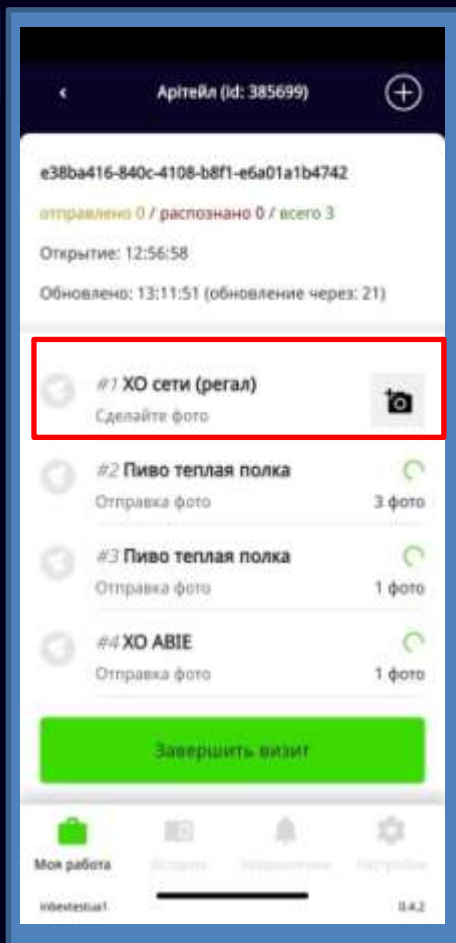 Арітейл (id: 385699)
e38ba416-840c-4108-b8f1-e6a01a1b4742
отправлено 0 / распознано 0 / всего 3
Открытие: 12:56:58
Обновлено: 13:11:51 (обновление через: 21)
#1 ХО сети (регал)
Сделайте фото
#2 Пиво теплая полка
Отправка фото
3 фото
#3 Пиво теплая полка
Отправка фото
1 фото
#4 ХО ABIE
Отправка фото
1 фото
Завершить визит
Моя работа
История
Настройки
0.4.2